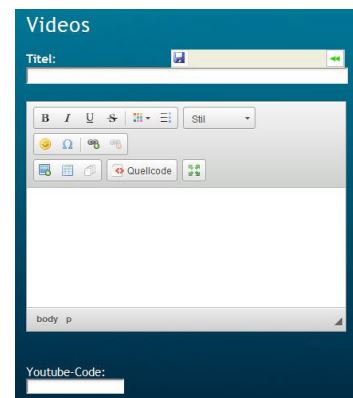 Videos
Titel:
B I U S Stil
Ω
Quellcode
body p
Youtube-Code: